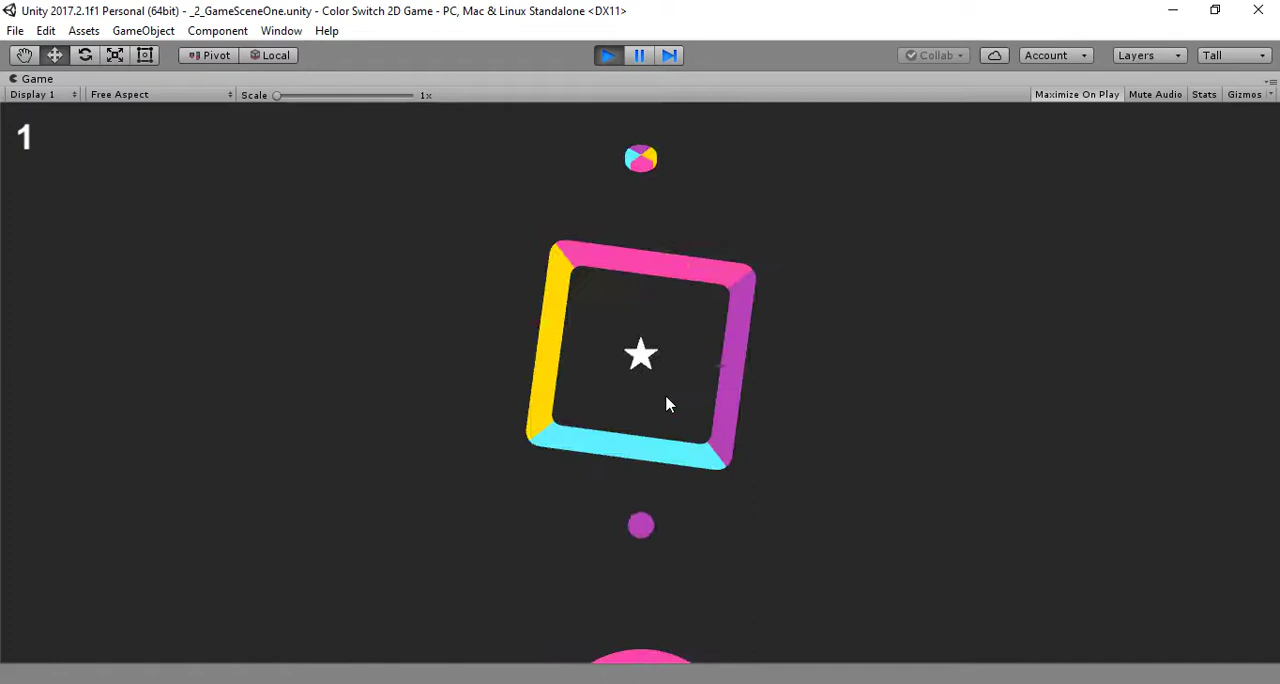 Unity 2017.2.1f1 Personal (64bit) - _2_GameSceneOne.unity - Color Switch 2D Game - PC, Mac & Linux Standalone <DX11>
File Edit Assets GameObject Component Window Help
Pivot Local Collab Account Layers Tall
Game
Display 1 Free Aspect Scale 1x Maximize On Play Mute Audio Stats Gizmos
1